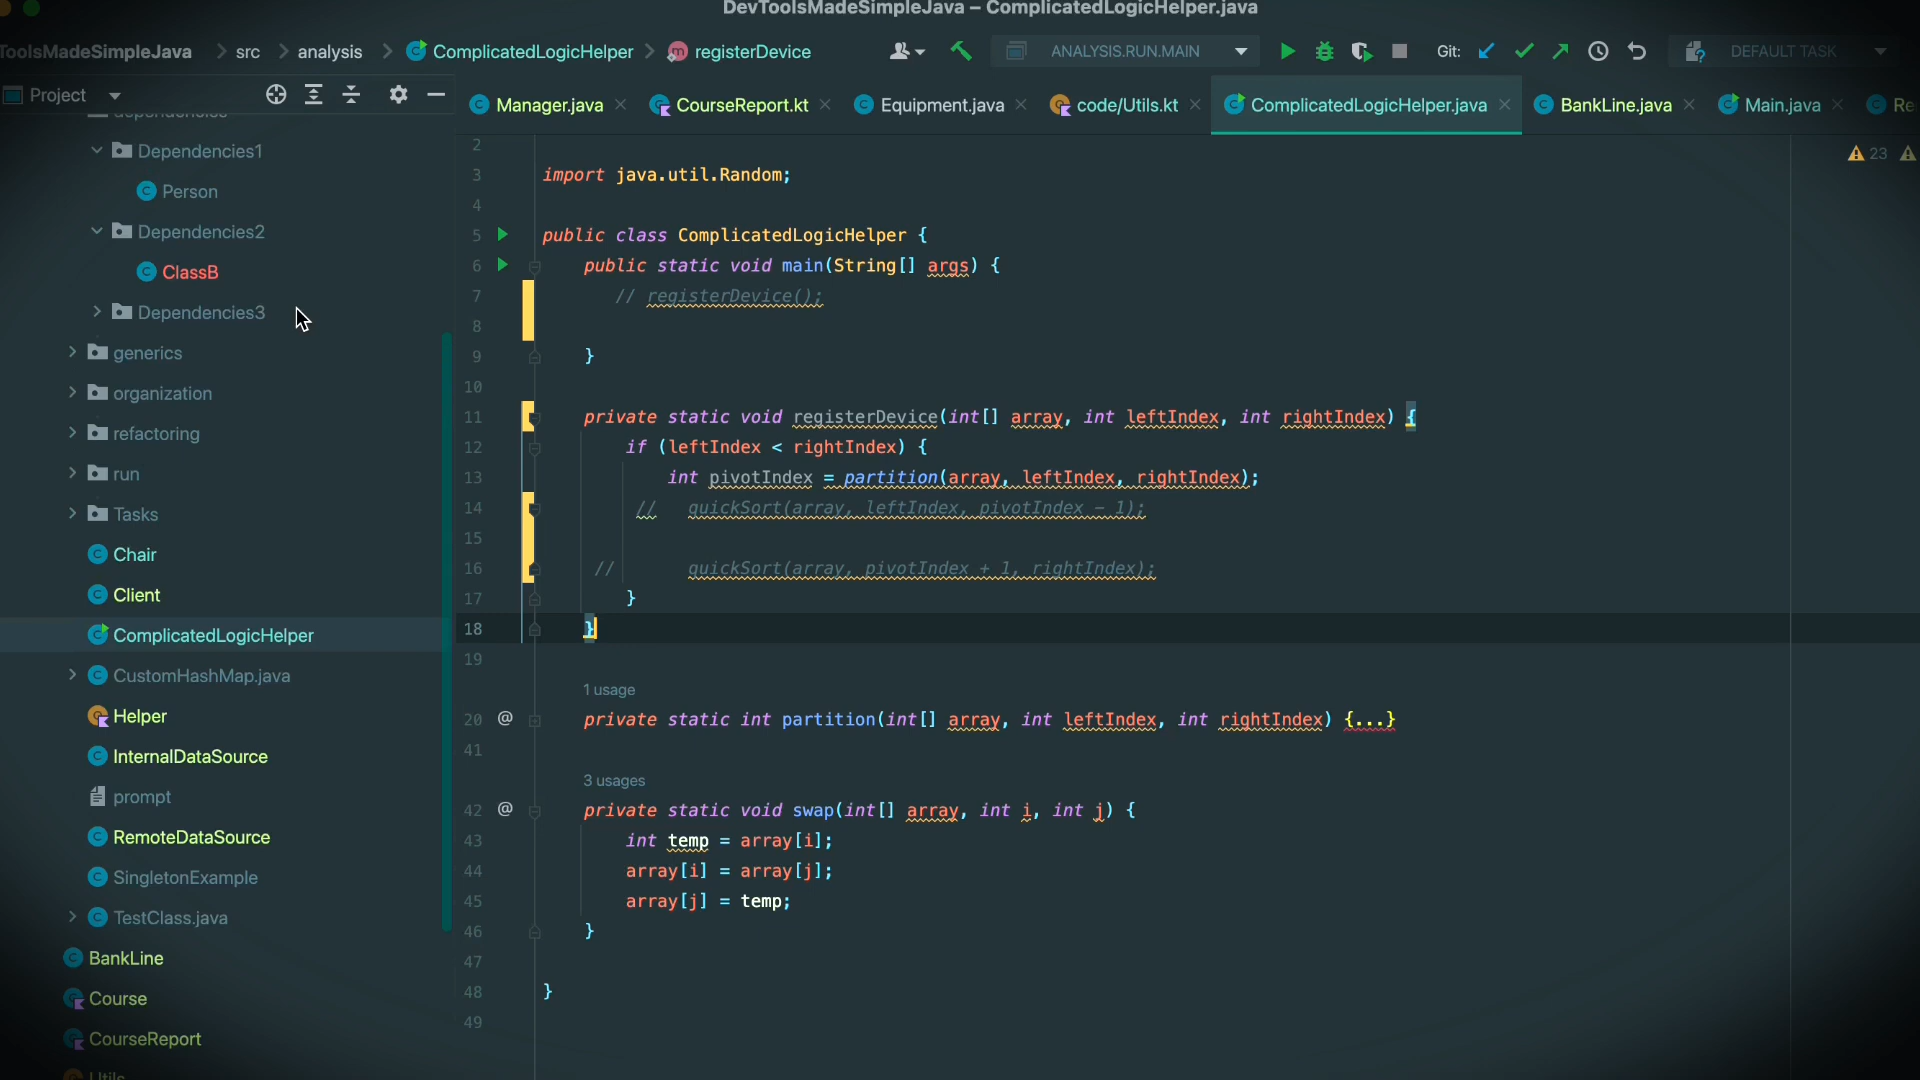 DevToolsMadeSimpleJava – ComplicatedLogicHelper.java
ToolsMadeSimpleJava > src > analysis > ComplicatedLogicHelper > registerDevice
ANALYSIS.RUN.MAIN
Git:
DEFAULT TASK
Project
Manager.java
CourseReport.kt
Equipment.java
code/Utils.kt
ComplicatedLogicHelper.java
BankLine.java
Main.java
Re
dependencies
Dependencies1
Person
Dependencies2
ClassB
Dependencies3
generics
organization
refactoring
run
Tasks
Chair
Client
ComplicatedLogicHelper
CustomHashMap.java
Helper
InternalDataSource
prompt
RemoteDataSource
SingletonExample
TestClass.java
BankLine
Course
CourseReport
Utils
23
2
3 import java.util.Random;
4
5 public class ComplicatedLogicHelper {
6 public static void main(String[] args) {
7 // registerDevice();
8
9 }
10
11 private static void registerDevice(int[] array, int leftIndex, int rightIndex) {
12 if (leftIndex < rightIndex) {
13 int pivotIndex = partition(array, leftIndex, rightIndex);
14 // quickSort(array, leftIndex, pivotIndex - 1);
15
16 // quickSort(array, pivotIndex + 1, rightIndex);
17 }
18 }
19
1 usage
20 @ private static int partition(int[] array, int leftIndex, int rightIndex) {...}
41
3 usages
42 @ private static void swap(int[] array, int i, int j) {
43 int temp = array[i];
44 array[i] = array[j];
45 array[j] = temp;
46 }
47
48 }
49